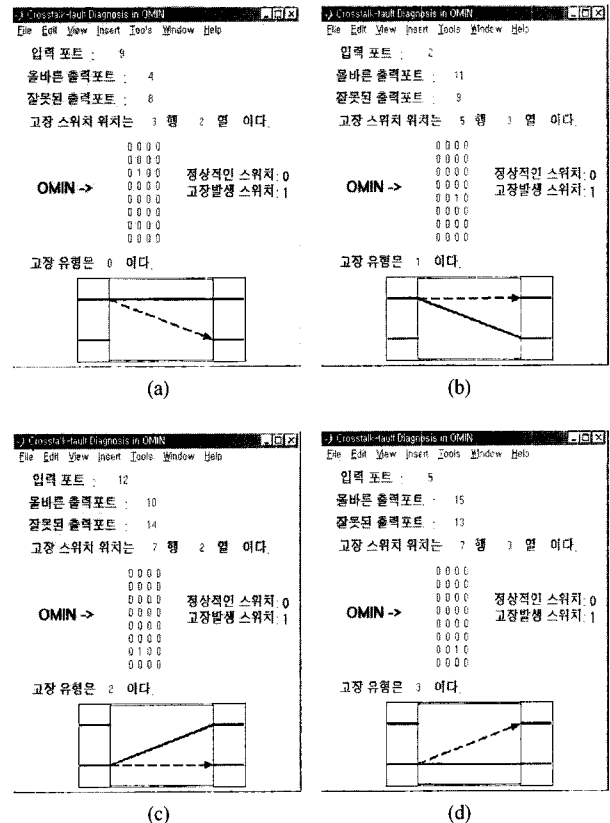 Crosstalk-fault Diagnosis in OMIN
File Edit View Insert Tools Window Help
입력 포트 : 9
올바른 출력포트 : 4
잘못된 출력포트 : 8
고장 스위치 위치는 3 행 2 열 이다.
0 0 0 0
0 0 0 0
0 1 0 0
0 0 0 0
0 0 0 0
0 0 0 0
0 0 0 0
0 0 0 0
OMIN ->
정상적인 스위치: 0
고장발생 스위치: 1
고장 유형은 0 이다.
(a)
Crosstalk-fault Diagnosis in OMIN
File Edit View Insert Tools Window Help
입력 포트 : 2
올바른 출력포트 : 11
잘못된 출력포트 : 9
고장 스위치 위치는 5 행 3 열 이다.
0 0 0 0
0 0 0 0
0 0 0 0
0 0 0 0
0 0 1 0
0 0 0 0
0 0 0 0
0 0 0 0
OMIN ->
정상적인 스위치: 0
고장발생 스위치: 1
고장 유형은 1 이다.
(b)
Crosstalk-fault Diagnosis in OMIN
File Edit View Insert Tools Window Help
입력 포트 : 12
올바른 출력포트 : 10
잘못된 출력포트 : 14
고장 스위치 위치는 7 행 2 열 이다.
0 0 0 0
0 0 0 0
0 0 0 0
0 0 0 0
0 0 0 0
0 0 0 0
0 1 0 0
0 0 0 0
OMIN ->
정상적인 스위치: 0
고장발생 스위치: 1
고장 유형은 2 이다.
(c)
Crosstalk-fault Diagnosis in OMIN
File Edit View Insert Tools Window Help
입력 포트 : 5
올바른 출력포트 : 15
잘못된 출력포트 : 13
고장 스위치 위치는 7 행 3 열 이다.
0 0 0 0
0 0 0 0
0 0 0 0
0 0 0 0
0 0 0 0
0 0 0 0
0 0 1 0
0 0 0 0
OMIN ->
정상적인 스위치: 0
고장발생 스위치: 1
고장 유형은 3 이다.
(d)